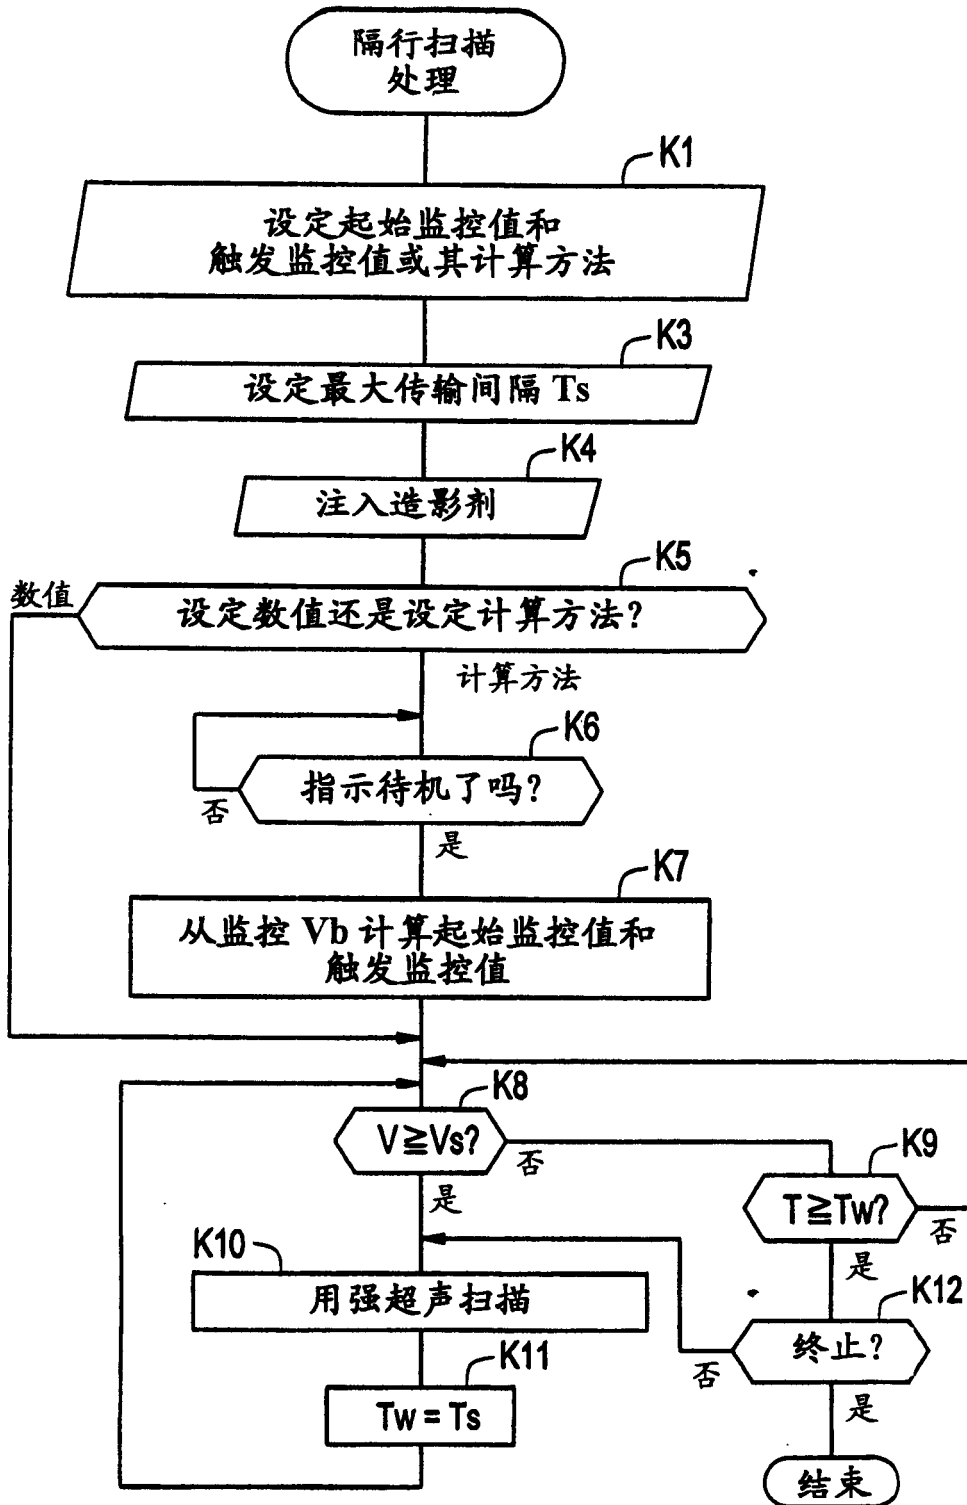 隔行扫描
处理
K1
设定起始监控值和
触发监控值或其计算方法
K3
设定最大传输间隔 Ts
K4
注入造影剂
K5
数值
设定数值还是设定计算方法?
计算方法
K6
指示待机了吗?
否
是
K7
从监控 Vb 计算起始监控值和
触发监控值
K8
V≧Vs?
否
是
K9
T≧Tw?
否
是
K10
用强超声扫描
K11
Tw = Ts
K12
终止?
否
是
结束